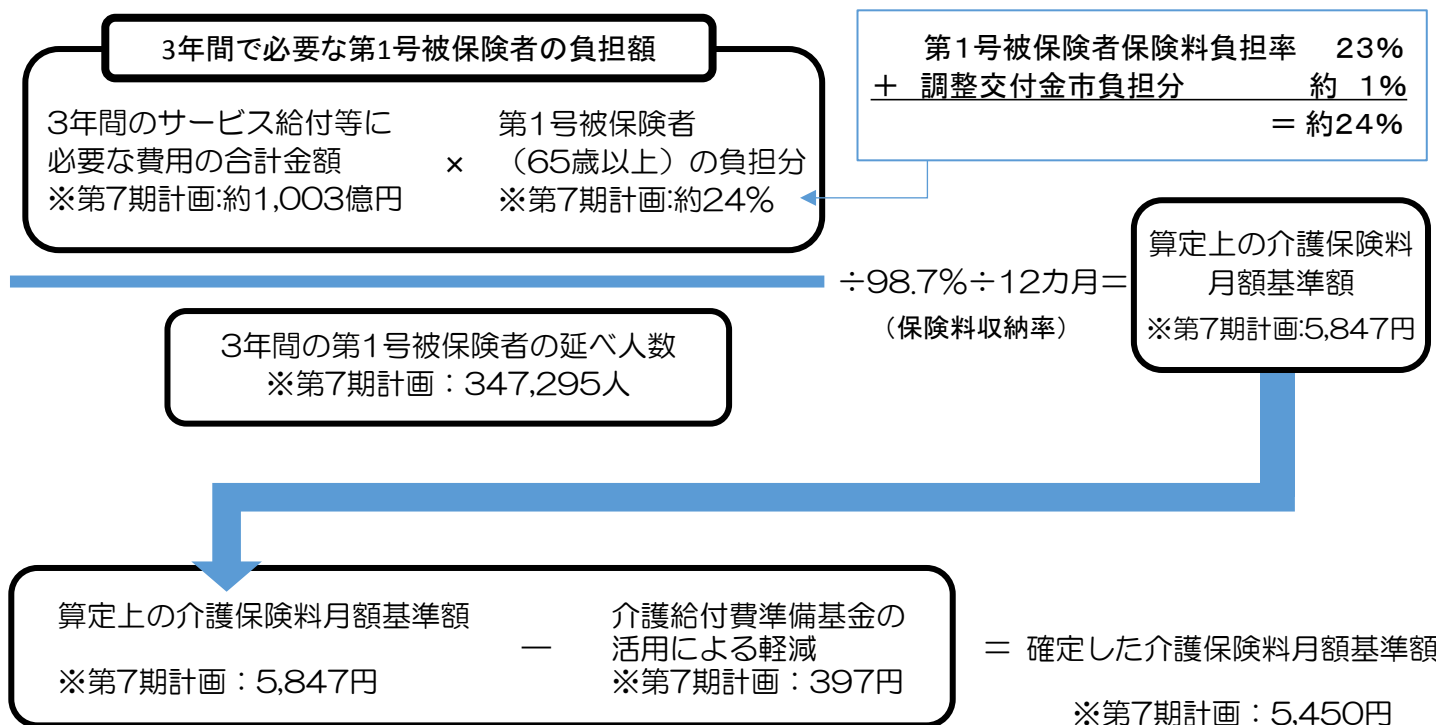 3年間で必要な第1号被保険者の負担額
3年間のサービス給付等に
必要な費用の合計金額
※第7期計画:約1,003億円
×
第1号被保険者
（65歳以上）の負担分
※第7期計画:約24%
第1号被保険者保険料負担率 23%
＋ 調整交付金市負担分 約 1%
＝約24%
3年間の第1号被保険者の延べ人数
※第7期計画：347,295人
÷98.7%÷12カ月＝
（保険料収納率）
算定上の介護保険料
月額基準額
※第7期計画:5,847円
算定上の介護保険料月額基準額
※第7期計画：5,847円
－
介護給付費準備基金の
活用による軽減
※第7期計画：397円
＝ 確定した介護保険料月額基準額
※第7期計画：5,450円